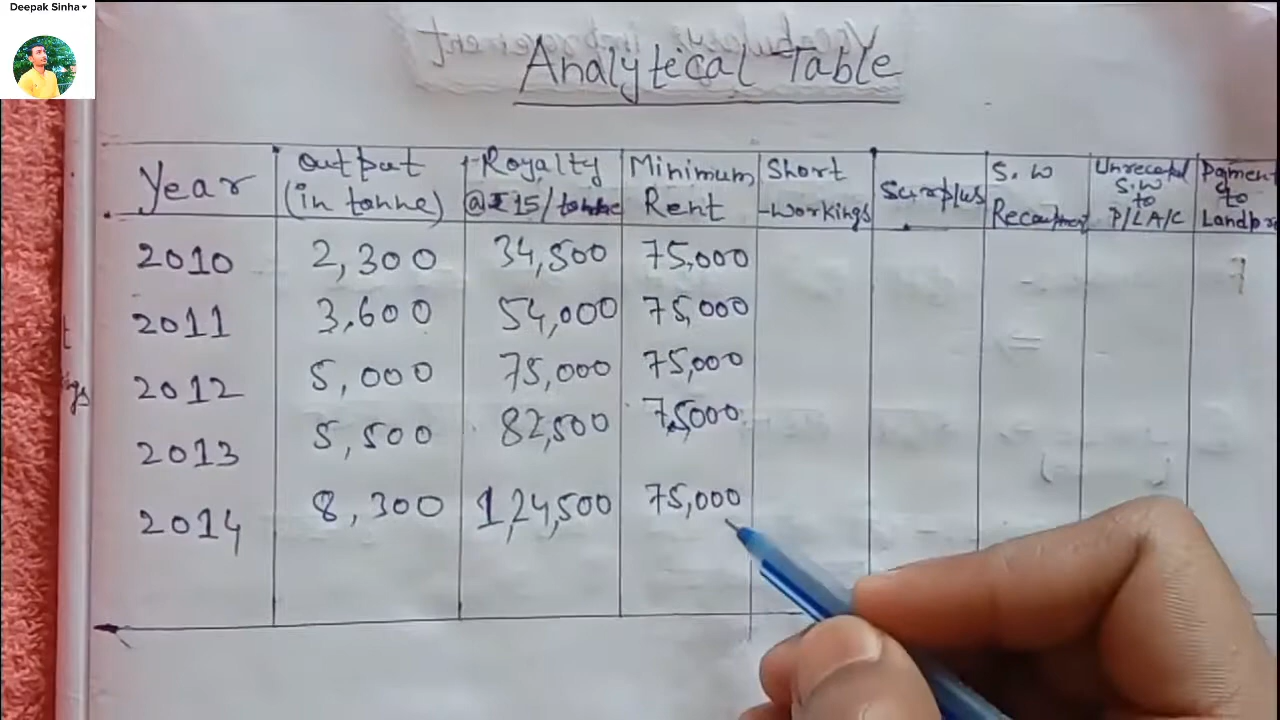 Deepak Sinha
Analytical Table
Year Output (in tonne) Royalty @₹15/tonne Minimum Rent Short-workings Surplus S.W Recoupment S.W to P/L A/C Payment to
2010 2,300 34,500 75,000
2011 3,600 54,000 75,000
2012 5,000 75,000 75,000
2013 5,500 82,500 75,000
2014 8,300 1,24,500 75,000